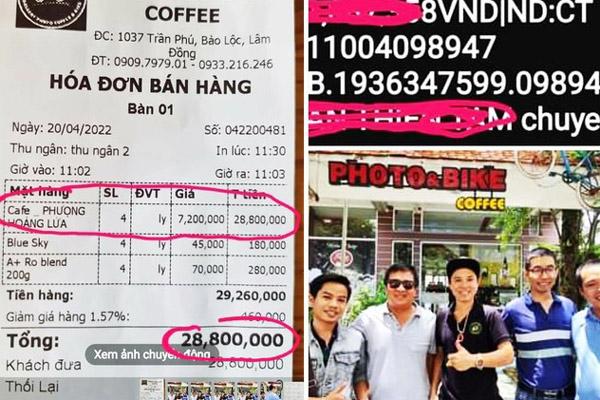 COFFEE
ĐC: 1037 Trần Phú, Bảo Lộc, Lâm
Đồng
ĐT: 0909.7979.01 - 0933.216.246
HÓA ĐƠN BÁN HÀNG
Bàn 01
Ngày: 20/04/2022 Số: 042200481
Thu ngân: thu ngân 2 In lúc: 11:30
Giờ vào: 11:02 Giờ ra: 11:03
Mặt hàng SL ĐVT Giá T tiền
Cafe _ PHƯỢNG HOÀNG LỬA 4 ly 7,200,000 28,800,000
Blue Sky 4 ly 45,000 180,000
A+ Ro blend 200g 4 ly 70,000 280,000
Tiền hàng: 29,260,000
Giảm giá hàng 1.57%: 460,000
Tổng: 28,800,000
Xem ảnh chuyển động
Khách đưa 28,800,000
Thối Lại
8VND|ND:CT
11004098947
B.1936347599.09894
M chuye
PHOTO & BIKE
COFFEE